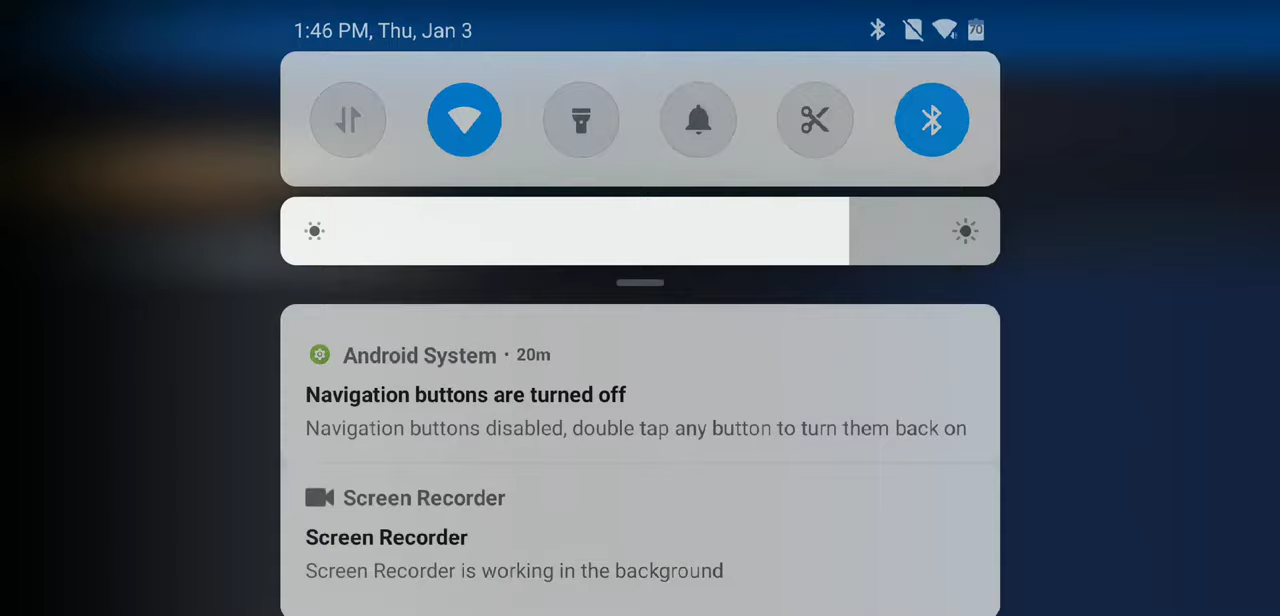 1:46 PM, Thu, Jan 3
70
Android System · 20m
Navigation buttons are turned off
Navigation buttons disabled, double tap any button to turn them back on
Screen Recorder
Screen Recorder
Screen Recorder is working in the background